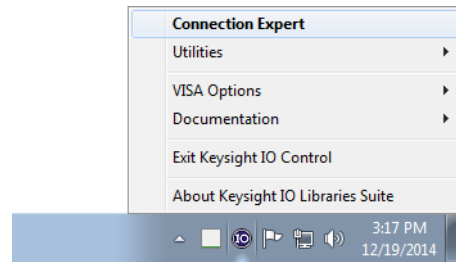 Connection Expert
Utilities
VISA Options
Documentation
Exit Keysight IO Control
About Keysight IO Libraries Suite
IO
3:17 PM
12/19/2014